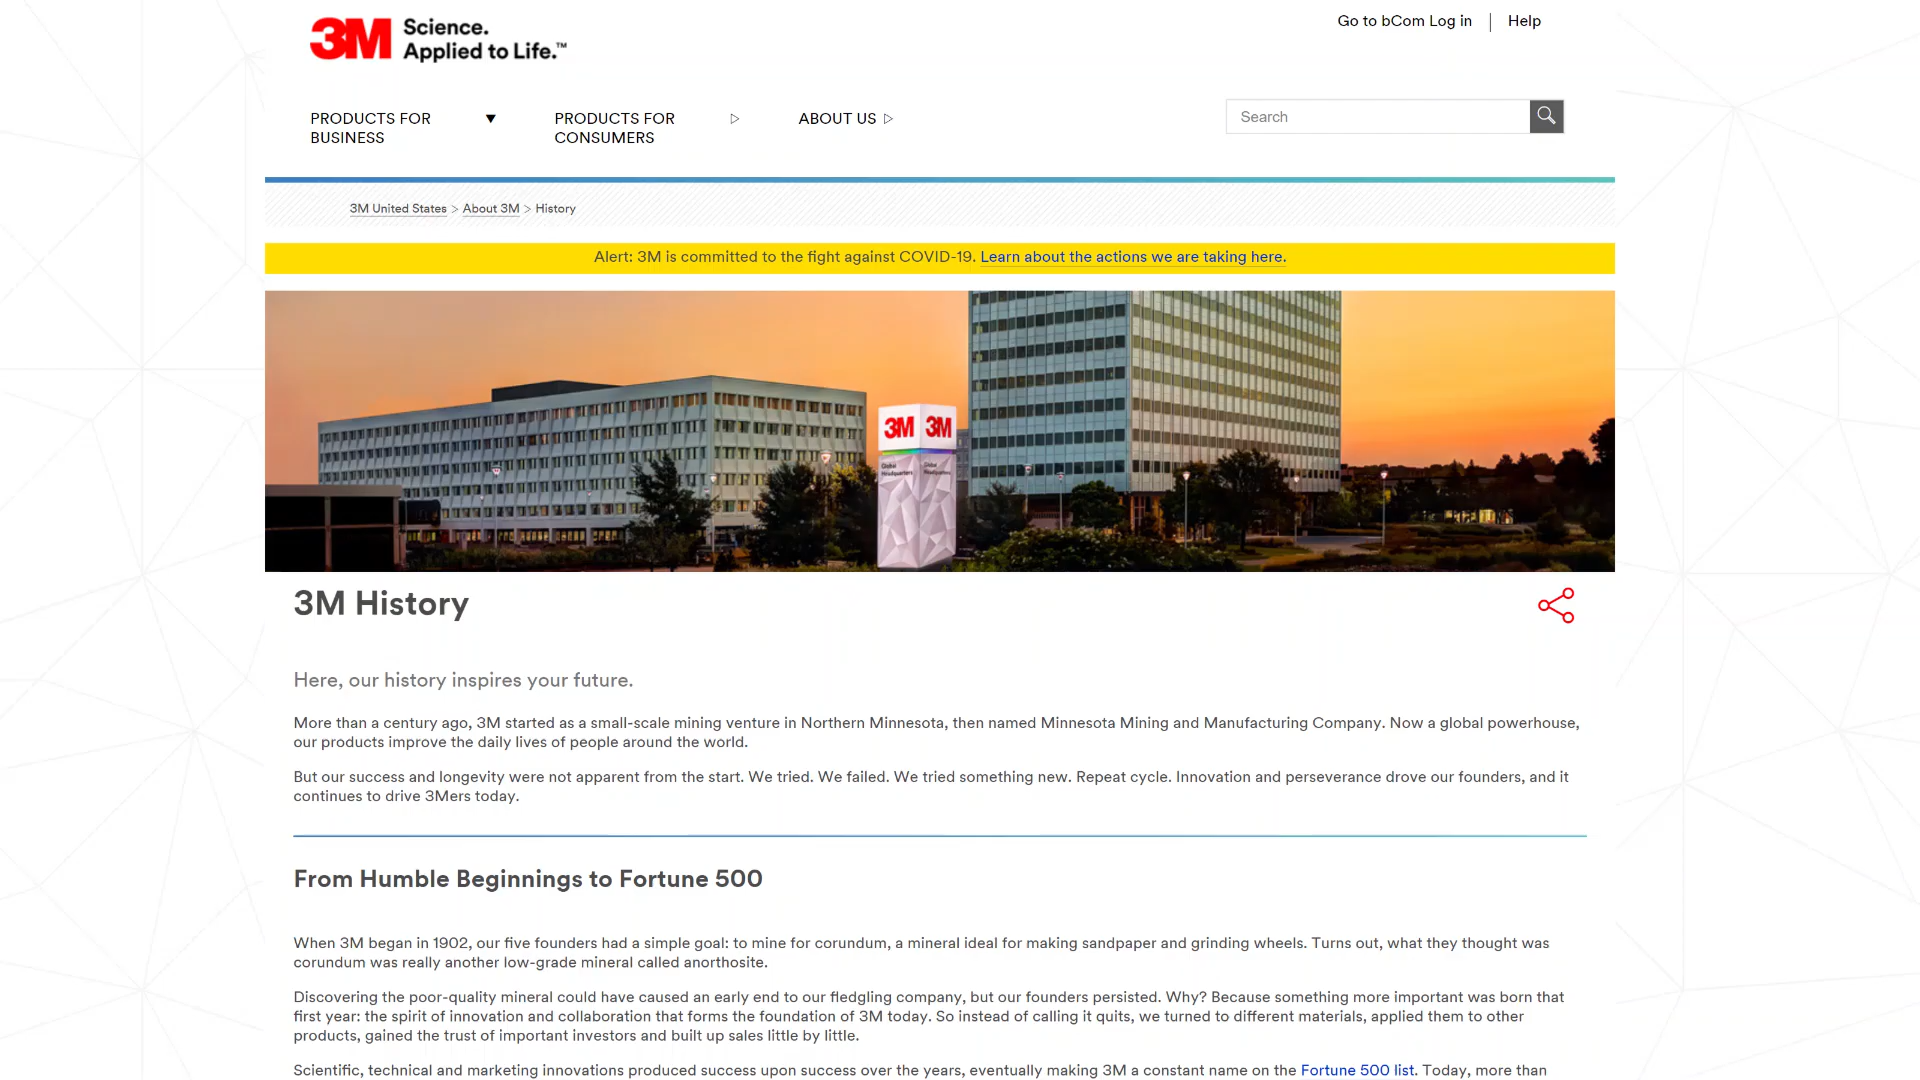 3M Science.
Applied to Life.™
Go to bCom Log in | Help
PRODUCTS FOR BUSINESS ▼
PRODUCTS FOR CONSUMERS ▷
ABOUT US ▷
Search
3M United States > About 3M > History
Alert: 3M is committed to the fight against COVID-19. Learn about the actions we are taking here.
3M 3M
Global Headquarters Global Headquarters
3M History
Here, our history inspires your future.
More than a century ago, 3M started as a small-scale mining venture in Northern Minnesota, then named Minnesota Mining and Manufacturing Company. Now a global powerhouse,
our products improve the daily lives of people around the world.
But our success and longevity were not apparent from the start. We tried. We failed. We tried something new. Repeat cycle. Innovation and perseverance drove our founders, and it
continues to drive 3Mers today.
From Humble Beginnings to Fortune 500
When 3M began in 1902, our five founders had a simple goal: to mine for corundum, a mineral ideal for making sandpaper and grinding wheels. Turns out, what they thought was
corundum was really another low-grade mineral called anorthosite.
Discovering the poor-quality mineral could have caused an early end to our fledgling company, but our founders persisted. Why? Because something more important was born that
first year: the spirit of innovation and collaboration that forms the foundation of 3M today. So instead of calling it quits, we turned to different materials, applied them to other
products, gained the trust of important investors and built up sales little by little.
Scientific, technical and marketing innovations produced success upon success over the years, eventually making 3M a constant name on the Fortune 500 list. Today, more than